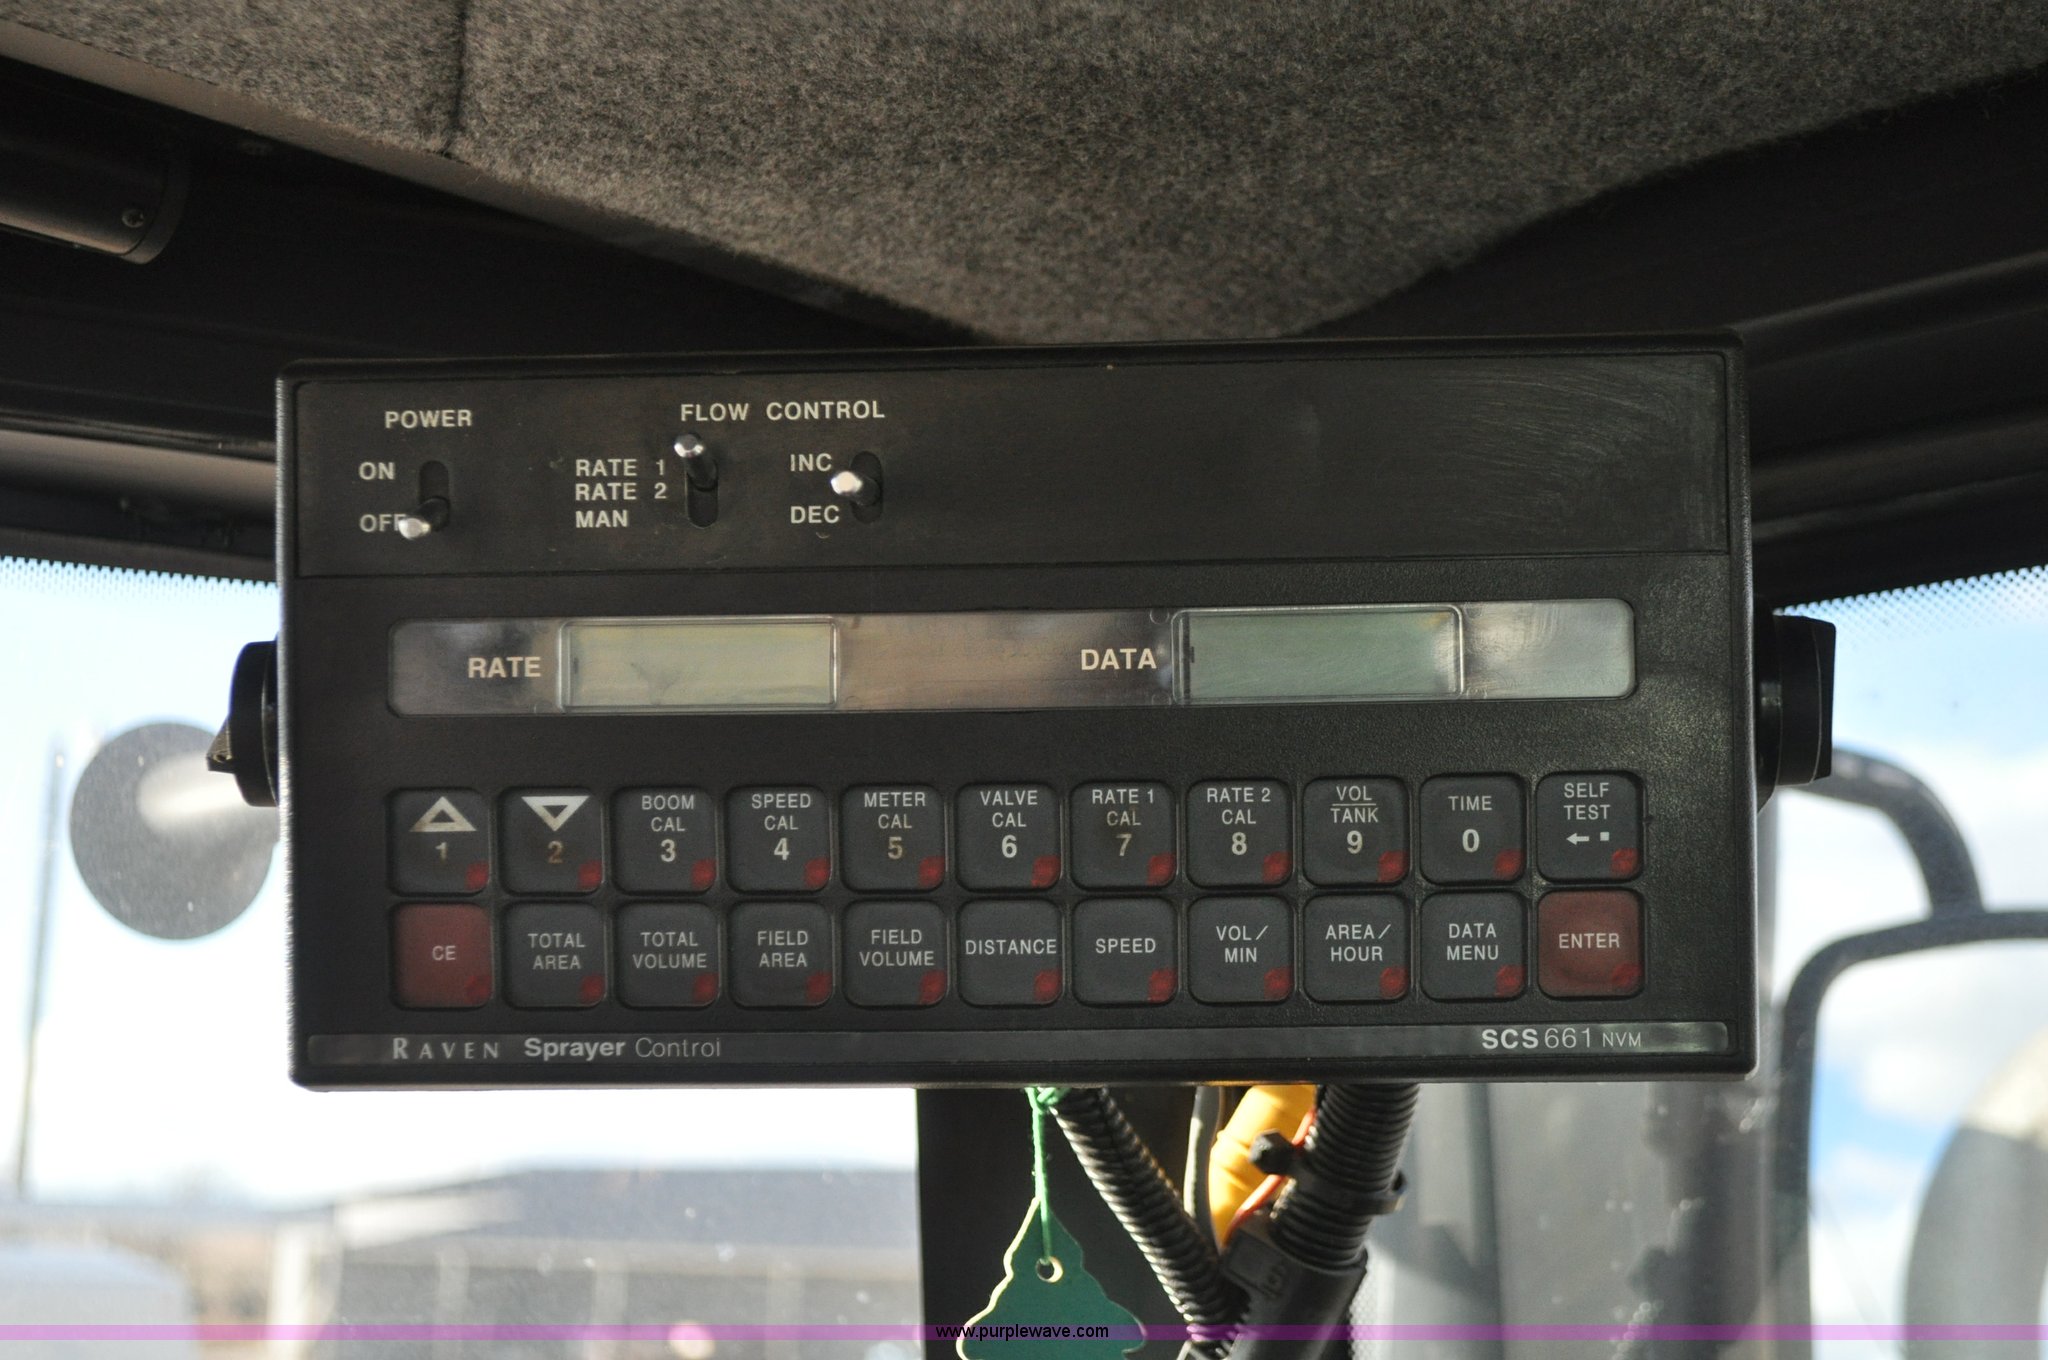 POWER
FLOW CONTROL
ON
OFF
RATE 1
RATE 2
MAN
INC
DEC
RATE
DATA
1
2
BOOM
CAL
3
SPEED
CAL
4
METER
CAL
5
VALVE
CAL
6
RATE 1
CAL
7
RATE 2
CAL
8
VOL
TANK
9
TIME
0
SELF
TEST
CE
TOTAL
AREA
TOTAL
VOLUME
FIELD
AREA
FIELD
VOLUME
DISTANCE
SPEED
VOL/
MIN
AREA/
HOUR
DATA
MENU
ENTER
RAVEN Sprayer Control
SCS 661 NVM
www.purplewave.com